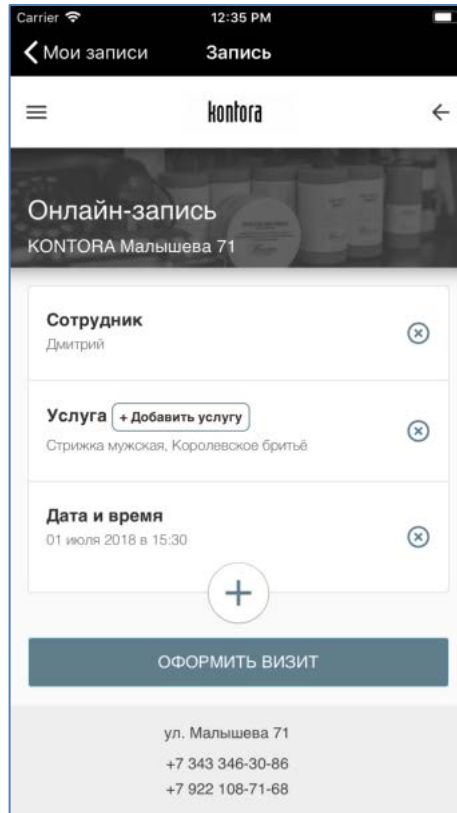 Carrier 12:35 PM
Мои записи Запись
kontora
Онлайн-запись
KONTORA Малышева 71
Сотрудник
Дмитрий
Услуга + Добавить услугу
Стрижка мужская, Королевское бритьё
Дата и время
01 июля 2018 в 15:30
+
ОФОРМИТЬ ВИЗИТ
ул. Малышева 71
+7 343 346-30-86
+7 922 108-71-68